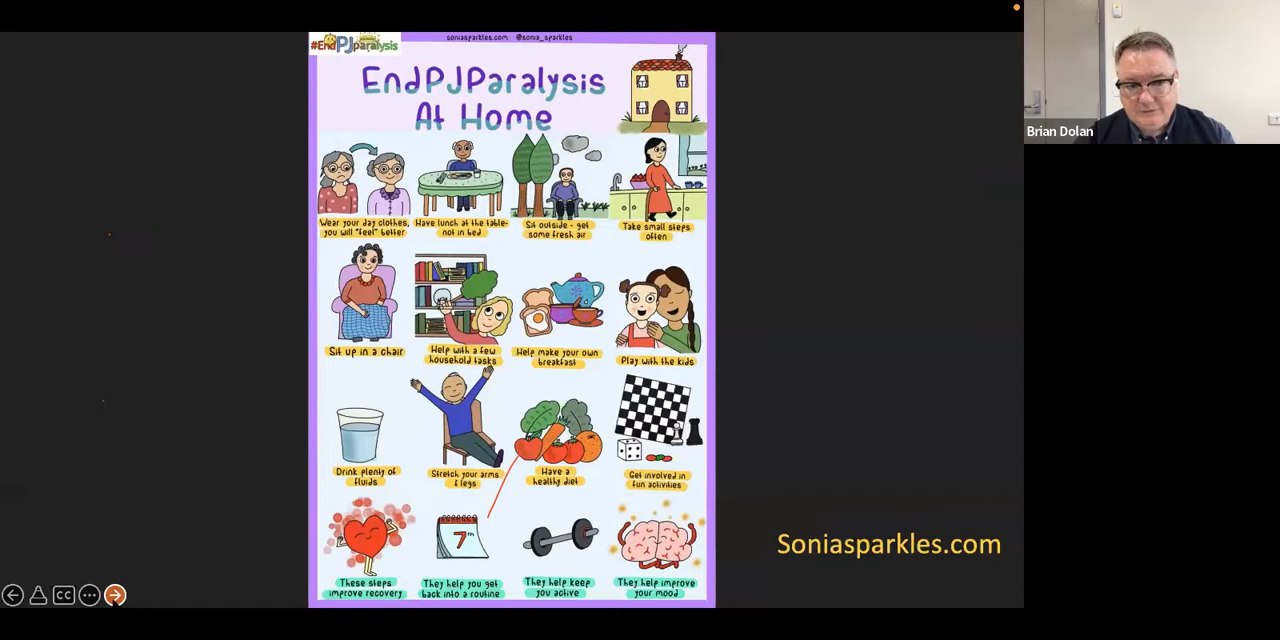 soniasparkles.com @sonia_sparkles
#EndPJparalysis
EndPJParalysis
At Home
Wear your day clothes,
you will "feel" better
Have lunch at the table-
not in bed
Sit outside - get
some fresh air
Take small steps
often
Sit up in a chair
Help with a few
household tasks
Help make your own
breakfast
Play with the kids
Drink plenty of
fluids
Stretch your arms
& legs
Have a
healthy diet
Get involved in
fun activities
7th
These steps
improve recovery
They help you get
back into a routine
They help keep
you active
They help improve
your mood
Soniasparkles.com
Brian Dolan
CC